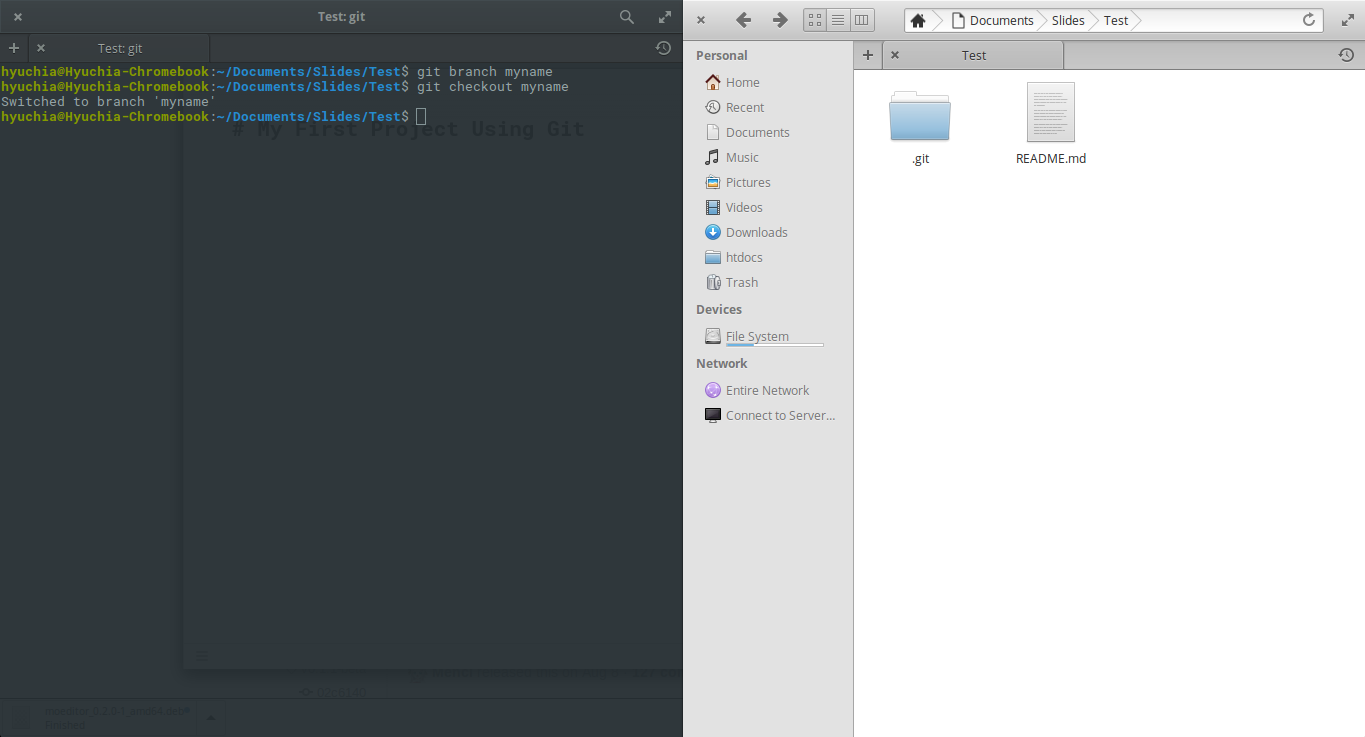 Test: git
Test: git
hyuchia@Hyuchia-Chromebook:~/Documents/Slides/Test$ git branch myname
hyuchia@Hyuchia-Chromebook:~/Documents/Slides/Test$ git checkout myname
Switched to branch 'myname'
hyuchia@Hyuchia-Chromebook:~/Documents/Slides/Test$
# My First Project Using Git
Finished
Documents Slides Test
Test
Personal
Home
Recent
Documents
Music
Pictures
Videos
Downloads
htdocs
Trash
Devices
File System
Network
Entire Network
Connect to Server...
.git
README.md